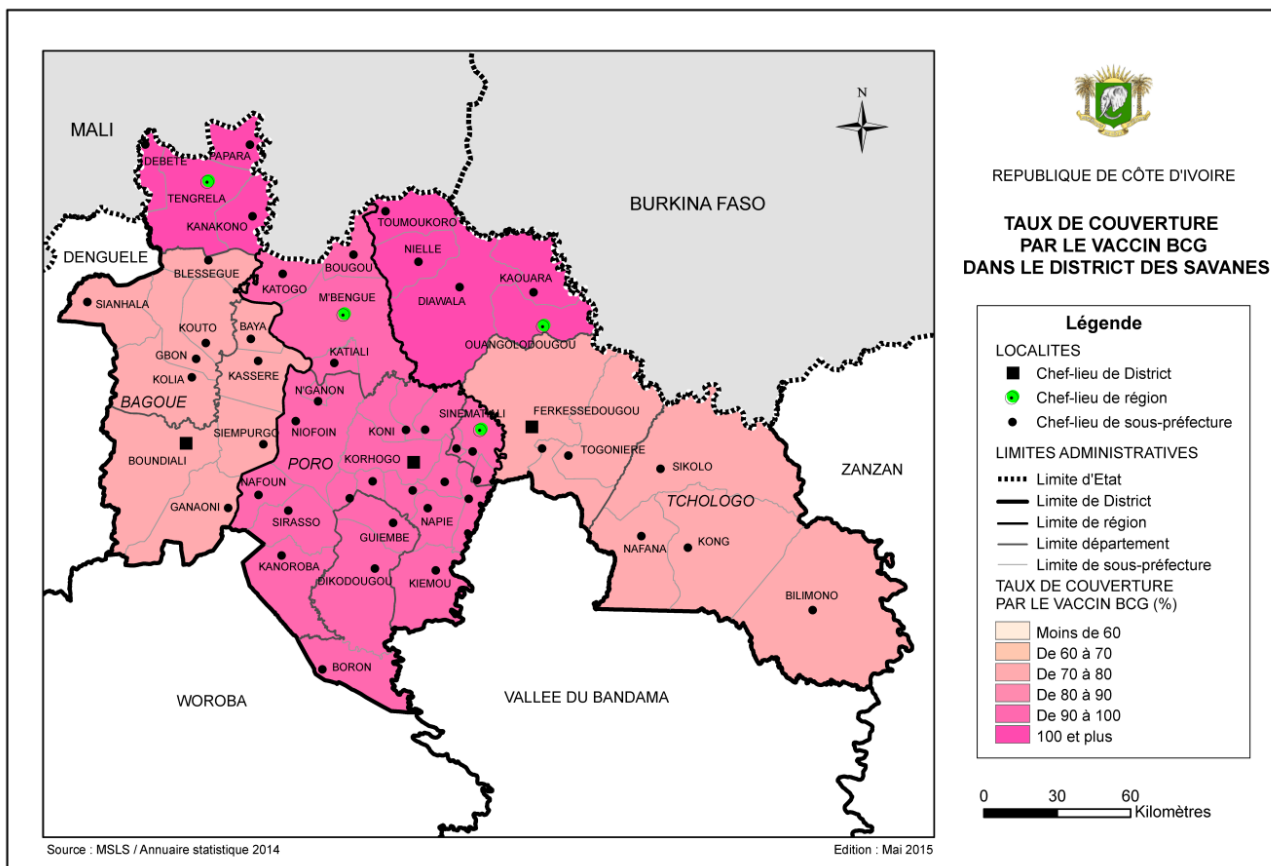 MALI
BURKINA FASO
N
DENGUELE
DEBETE
PAPARA
TENGRELA
KANAKONO
TOUMOUKORO
BLESSEGUE
BOUGOU
NIELLE
KATOGO
KAOUARA
SIANHALA
M'BENGUE
DIAWALA
KOUTO
BAYA
OUANGOLODOUGOU
GBON
KATIALI
KASSERE
KOLIA
N'GANON
BAGOUE
SINEMATIALI
FERKESSEDOUGOU
SIEMPURGO
NIOFOIN
KONI
TOGONIERE
BOUNDIALI
PORO
KORHOGO
SIKOLO
ZANZAN
NAFOUN
TCHOLOGO
GANAONI
SIRASSO
NAPIE
GUIEMBE
NAFANA
KONG
KANOROBA
DIKODOUGOU
KIEMOU
BILIMONO
BORON
WOROBA
VALLEE DU BANDAMA
Source : MSLS / Annuaire statistique 2014
Edition : Mai 2015
REPUBLIQUE DE CÔTE D'IVOIRE
TAUX DE COUVERTURE
PAR LE VACCIN BCG
DANS LE DISTRICT DES SAVANES
Légende
LOCALITES
Chef-lieu de District
Chef-lieu de région
Chef-lieu de sous-préfecture
LIMITES ADMINISTRATIVES
Limite d'Etat
Limite de District
Limite de région
Limite département
Limite de sous-préfecture
TAUX DE COUVERTURE
PAR LE VACCIN BCG (%)
Moins de 60
De 60 à 70
De 70 à 80
De 80 à 90
De 90 à 100
100 et plus
0 30 60
Kilomètres